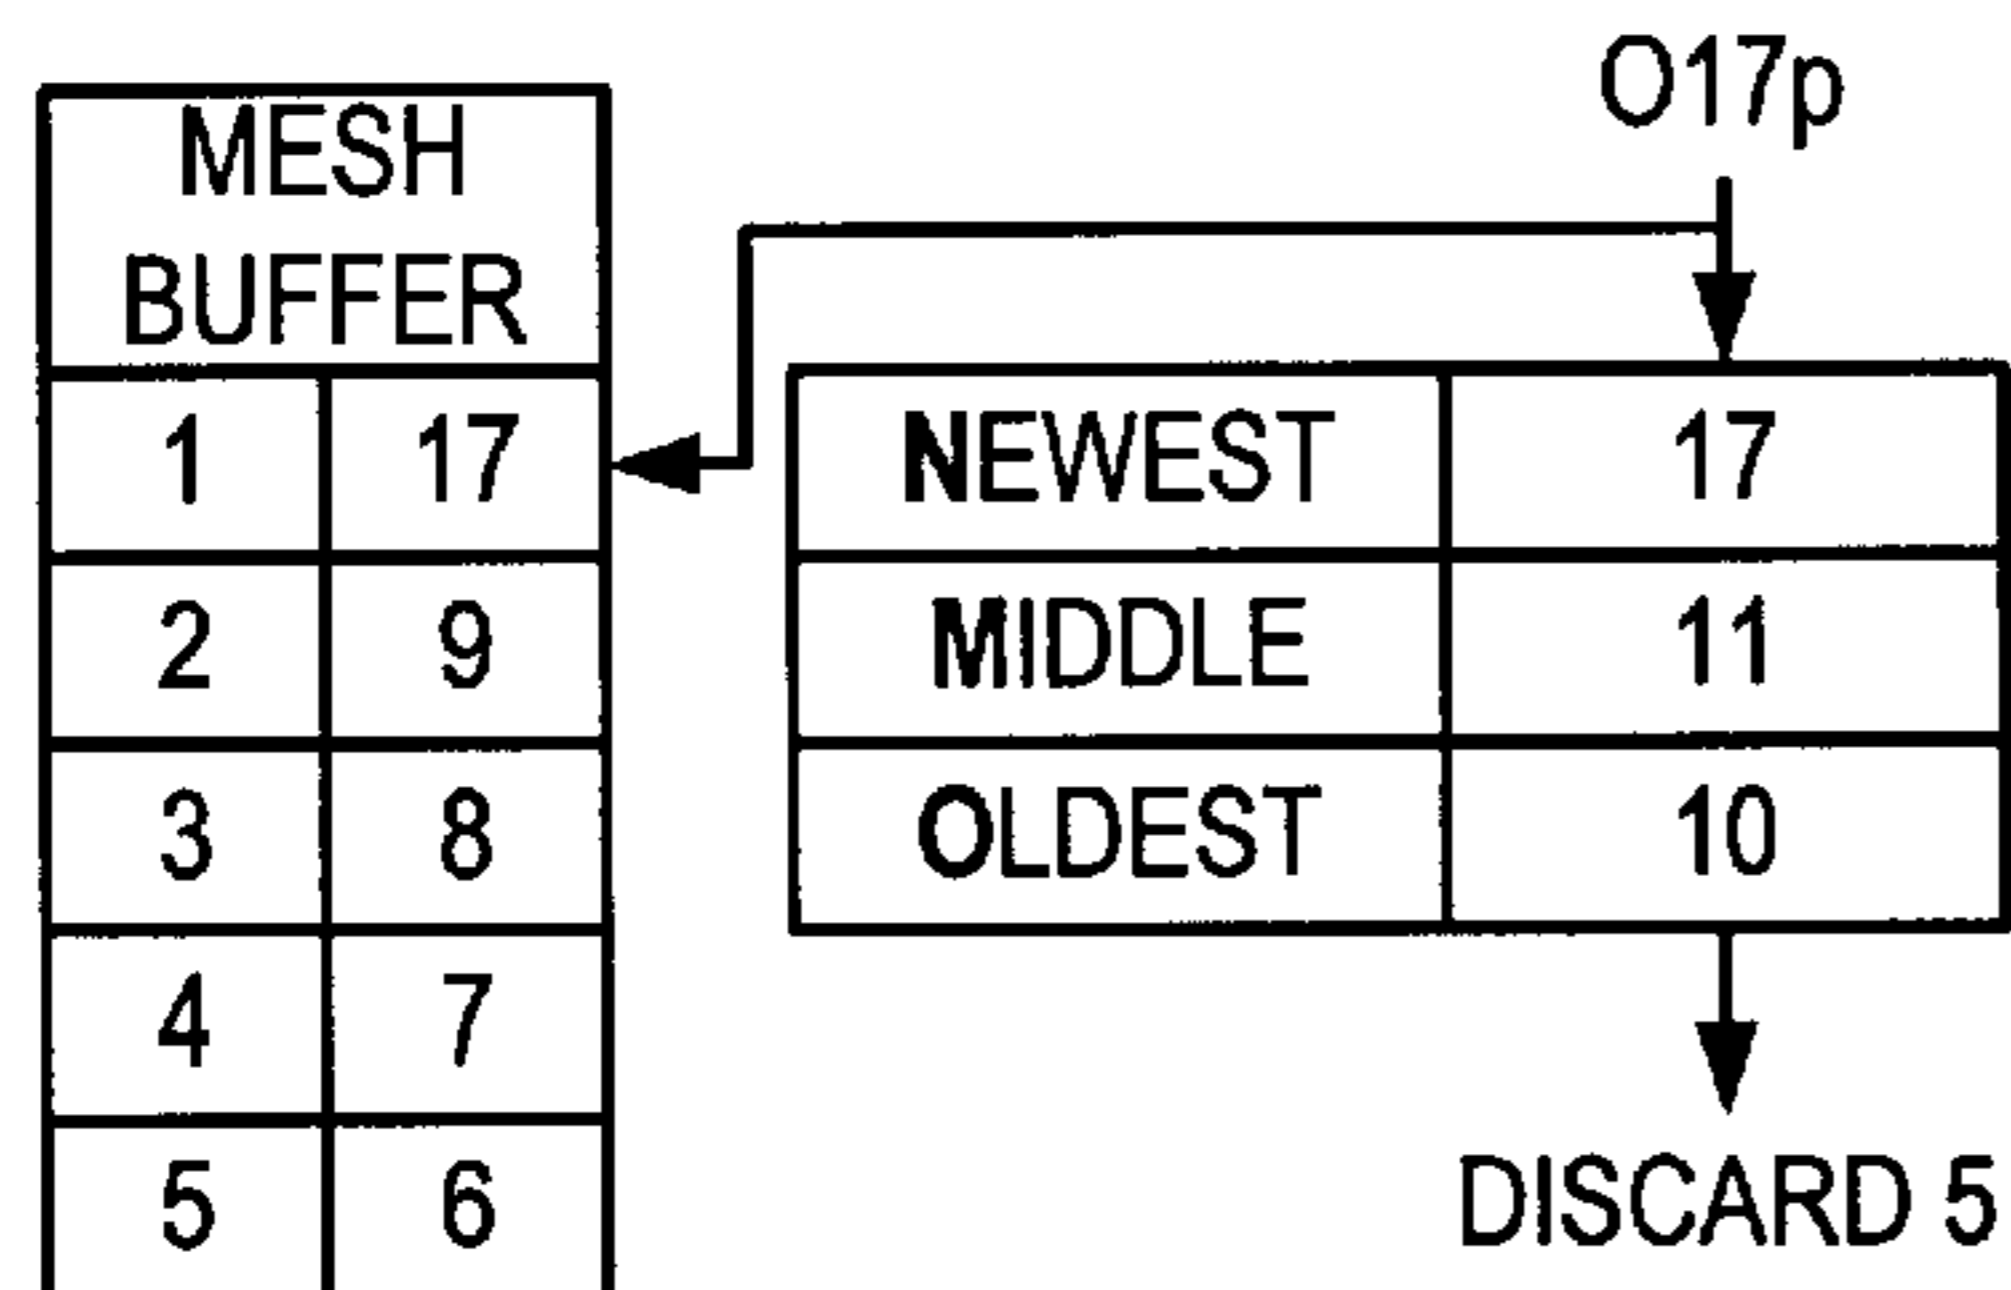 O17p
MESH
BUFFER
1 17
2 9
3 8
4 7
5 6
NEWEST 17
MIDDLE 11
OLDEST 10
DISCARD 5